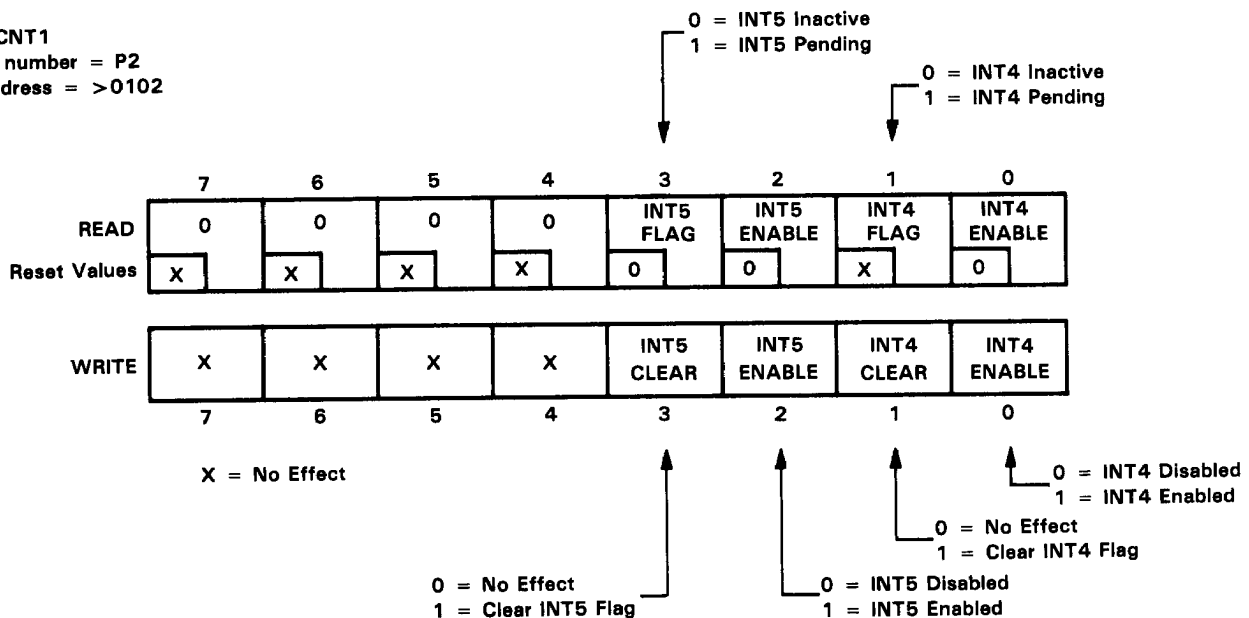 CNT1
number = P2
dress = >0102
0 = INT5 Inactive
1 = INT5 Pending
0 = INT4 Inactive
1 = INT4 Pending
7 6 5 4 3 2 1 0
READ 0 0 0 0 INT5 FLAG INT5 ENABLE INT4 FLAG INT4 ENABLE
Reset Values X X X X 0 0 X 0
WRITE X X X X INT5 CLEAR INT5 ENABLE INT4 CLEAR INT4 ENABLE
7 6 5 4 3 2 1 0
X = No Effect
0 = INT4 Disabled
1 = INT4 Enabled
0 = No Effect
1 = Clear INT4 Flag
0 = No Effect
1 = Clear INT5 Flag
0 = INT5 Disabled
1 = INT5 Enabled